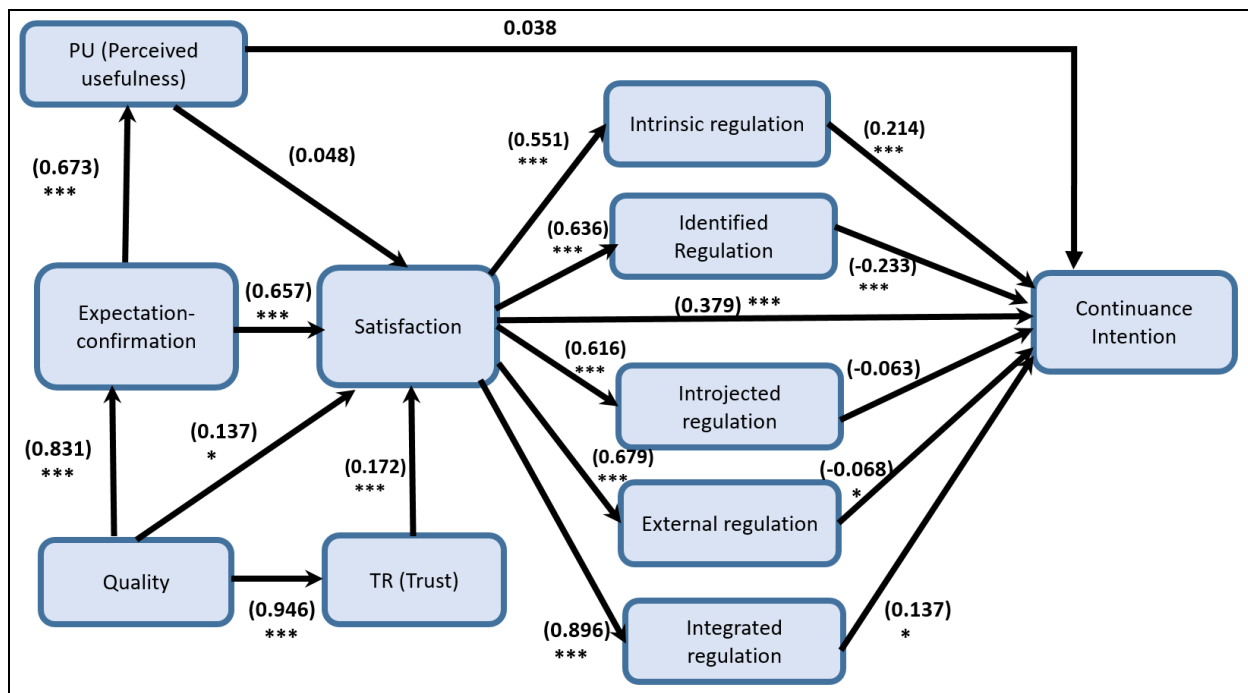 0.038
PU (Perceived
usefulness)
Intrinsic regulation
(0.551)
***
(0.214)
***
(0.673)
***
(0.048)
Identified
Regulation
(0.636)
***
(-0.233)
***
Expectation-
confirmation
(0.657)
***
Satisfaction
(0.379) ***
Continuance
Intention
(0.616)
***
Introjected
regulation
(-0.063)
(0.831)
***
(0.137)
*
(0.172)
***
(0.679)
***
External regulation
(-0.068)
*
Quality
(0.946)
***
TR (Trust)
(0.896)
***
Integrated
regulation
(0.137)
*